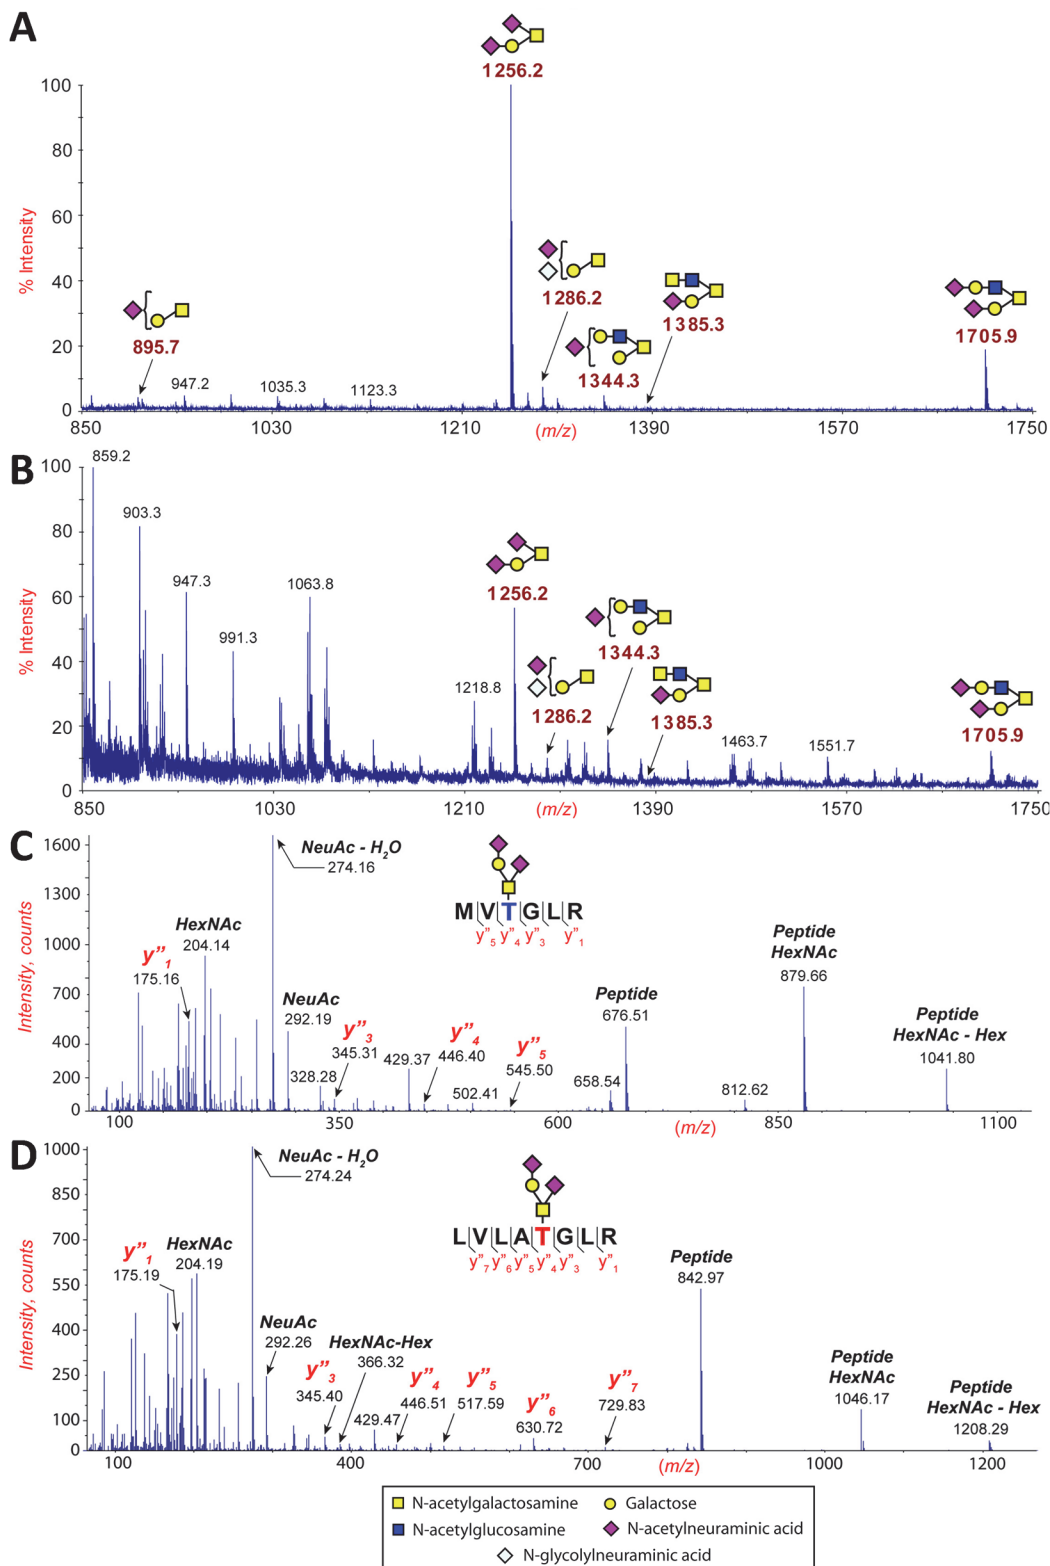 A
1256.2
100
80
60
40
20
0
% Intensity
895.7
947.2
1035.3
1123.3
1286.2
1344.3
1385.3
1705.9
850
1030
1210
(m/z)
1390
1570
1750
B
100
80
60
40
20
0
% Intensity
859.2
903.3
947.3
991.3
1063.8
1218.8
1256.2
1286.2
1344.3
1385.3
1463.7
1551.7
1705.9
850
1030
1210
(m/z)
1390
1570
1750
C
1600
1300
1000
700
400
200
0
Intensity, counts
NeuAc - H2O
274.16
HexNAc
204.14
y"1
175.16
NeuAc
292.19
328.28
y"3
345.31
429.37
y"4
446.40
502.41
y"5
545.50
M V T G L R
y"5 y"4 y"3 y"1
658.54
Peptide
676.51
812.62
Peptide
HexNAc
879.66
Peptide
HexNAc - Hex
1041.80
100
350
600
(m/z)
850
1100
D
1000
850
700
550
400
250
100
0
Intensity, counts
NeuAc - H2O
274.24
HexNAc
204.19
y"1
175.19
NeuAc
292.26
y"3
345.40
HexNAc-Hex
366.32
429.47
y"4
446.51
y"5
517.59
y"6
630.72
y"7
729.83
L V L A T G L R
y"7 y"6 y"5 y"4 y"3 y"1
Peptide
842.97
Peptide
HexNAc
1046.17
Peptide
HexNAc - Hex
1208.29
100
400
700
(m/z)
1000
1200
N-acetylgalactosamine
Galactose
N-acetylglucosamine
N-acetylneuraminic acid
N-glycolylneuraminic acid